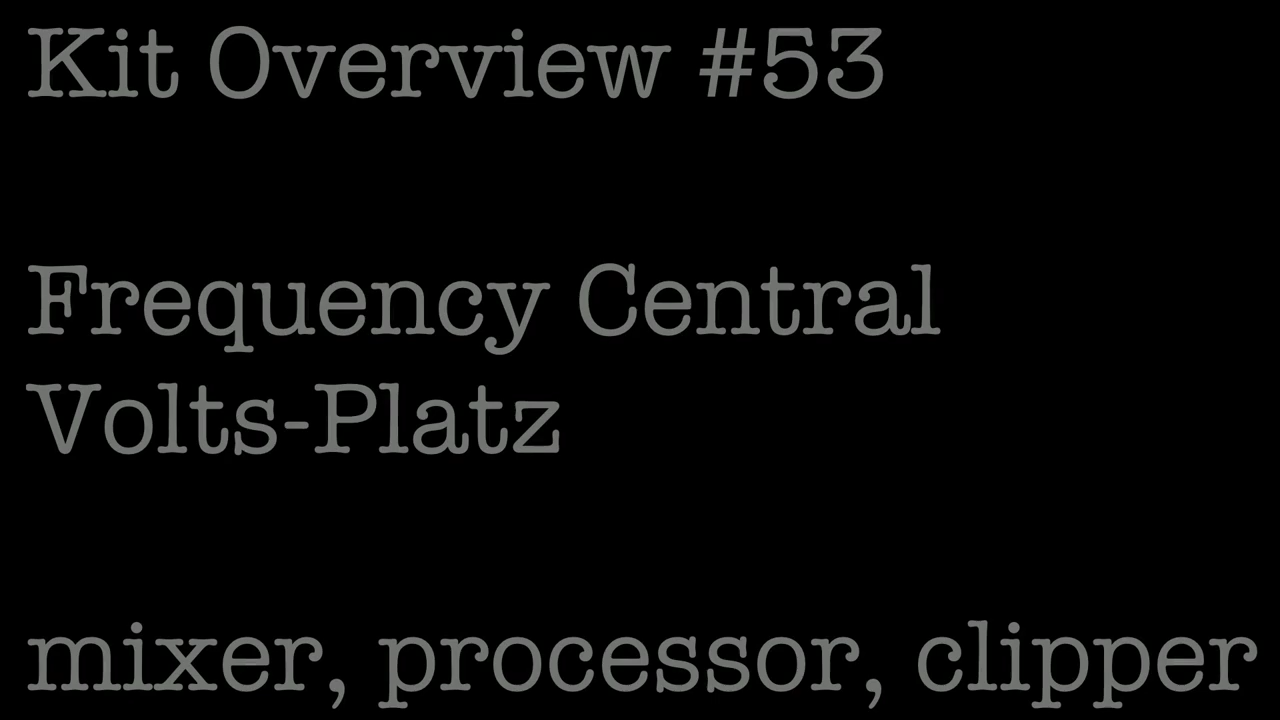 Kit Overview #53
Frequency Central
Volts-Platz
mixer, processor, clipper